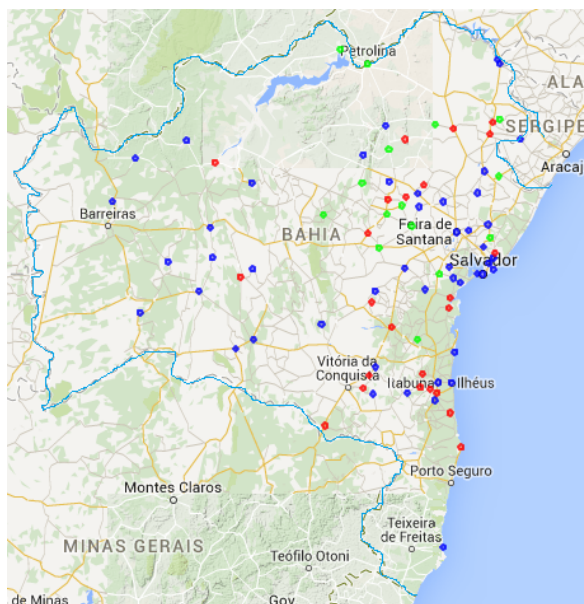 Petrolina
ALA
SERGIPE
Aracaj
Barreiras
Feira de
Santana
BAHIA
Salvador
Vitória da
Conquista
Itabuna
Ilhéus
Porto Seguro
Montes Claros
Teixeira
de Freitas
MINAS GERAIS
Teófilo Otoni
de Minas
Gov